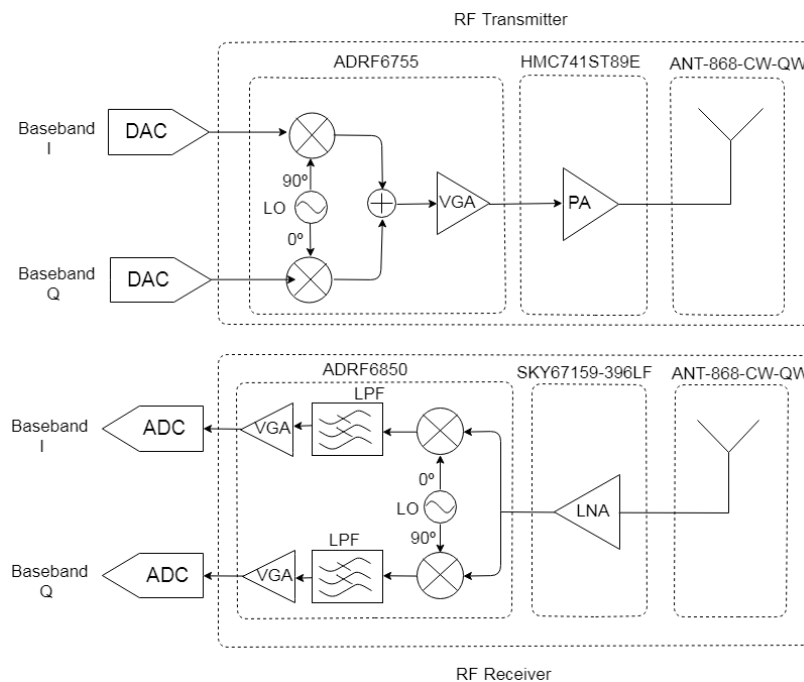 RF Transmitter
ADRF6755
HMC741ST89E
ANT-868-CW-QW
Baseband
I
DAC
90º
LO
0º
VGA
PA
Baseband
Q
DAC
ADRF6850
SKY67159-396LF
ANT-868-CW-QW
LPF
Baseband
I
ADC
VGA
0º
LO
90º
LNA
LPF
Baseband
Q
ADC
VGA
RF Receiver